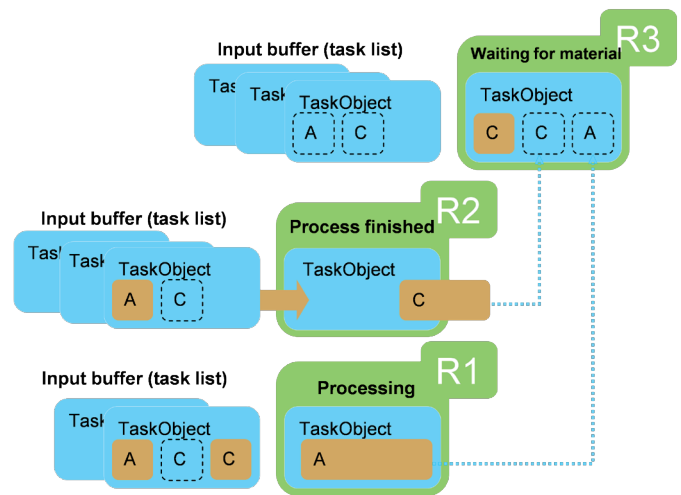 Input buffer (task list)
R3
Waiting for material
Tas
Task
TaskObject
A
C
TaskObject
C
C
A
Input buffer (task list)
R2
Process finished
Task
Task
TaskObject
A
C
TaskObject
C
Input buffer (task list)
R1
Processing
Task
TaskObject
A
C
C
TaskObject
A